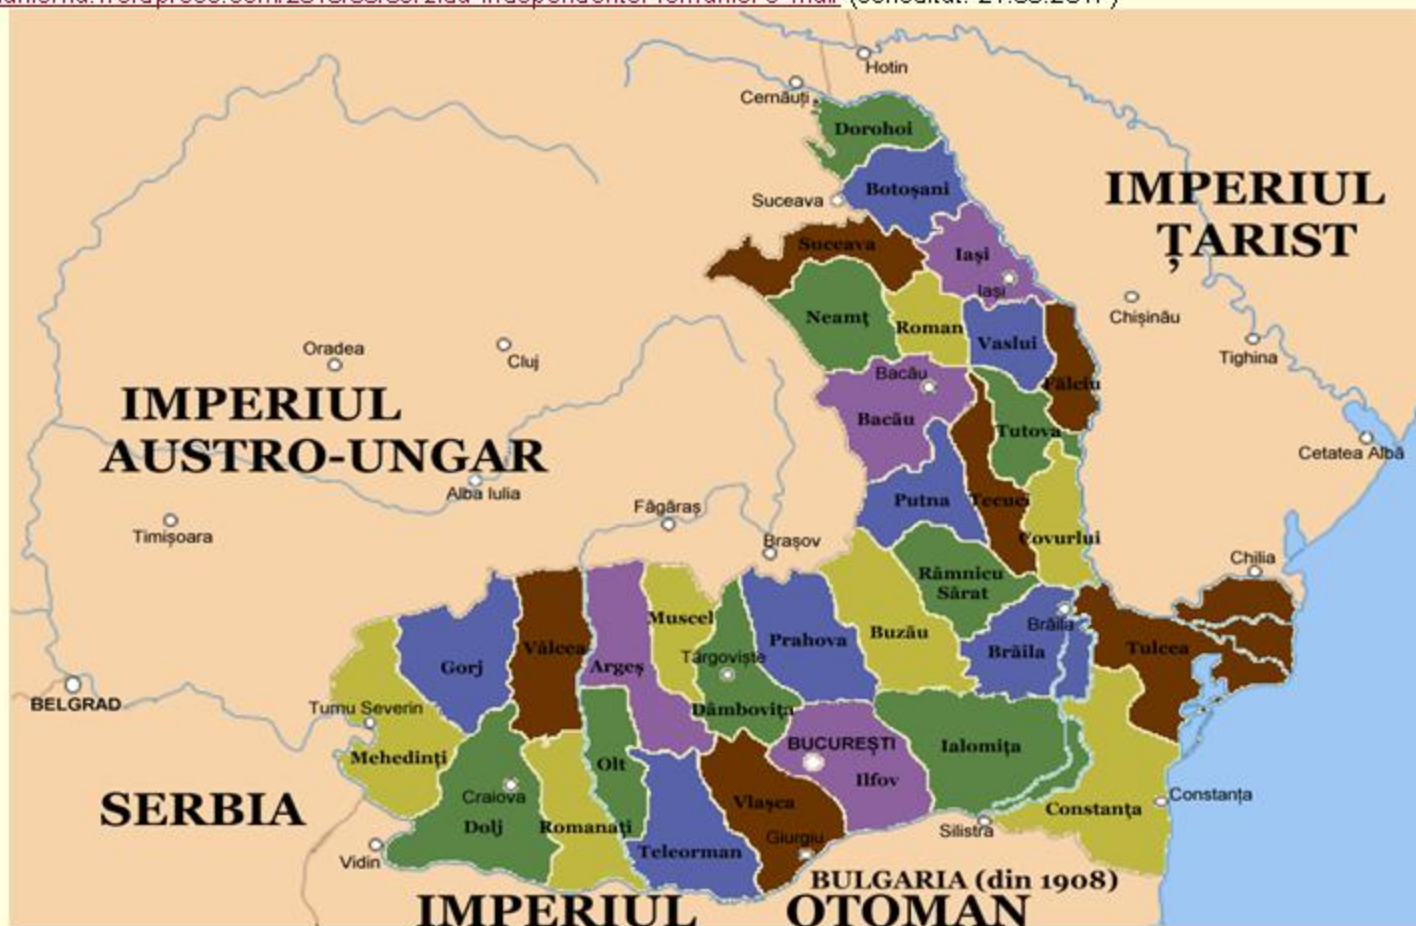 Hotin
Cernăuți
Dorohoi
IMPERIUL
ȚARIST
Botoșani
Suceava
Suceava
Iași
Iași
Chișinău
Neamţ
Roman
Vaslui
Oradea
Cluj
Tighina
Bacău
Fălciu
IMPERIUL
AUSTRO-UNGAR
Bacău
Tutova
Cetatea Albă
Alba Iulia
Putna
Tecuci
Făgăraș
Timișoara
Brașov
Covurlui
Chilia
Râmnicu
Sărat
Muscel
Brăila
Buzău
Prahova
Vâlcea
Târgoviște
Brăila
Tulcea
Gorj
Argeș
BELGRAD
Turnu Severin
Dâmbovița
BUCUREȘTI
Ialomița
Mehedinți
Olt
Ilfov
Constanța
SERBIA
Craiova
Vlașca
Constanța
Dolj
Romanați
Silistra
Giurgiu
Vidin
Teleorman
BULGARIA (din 1908)
IMPERIUL OTOMAN